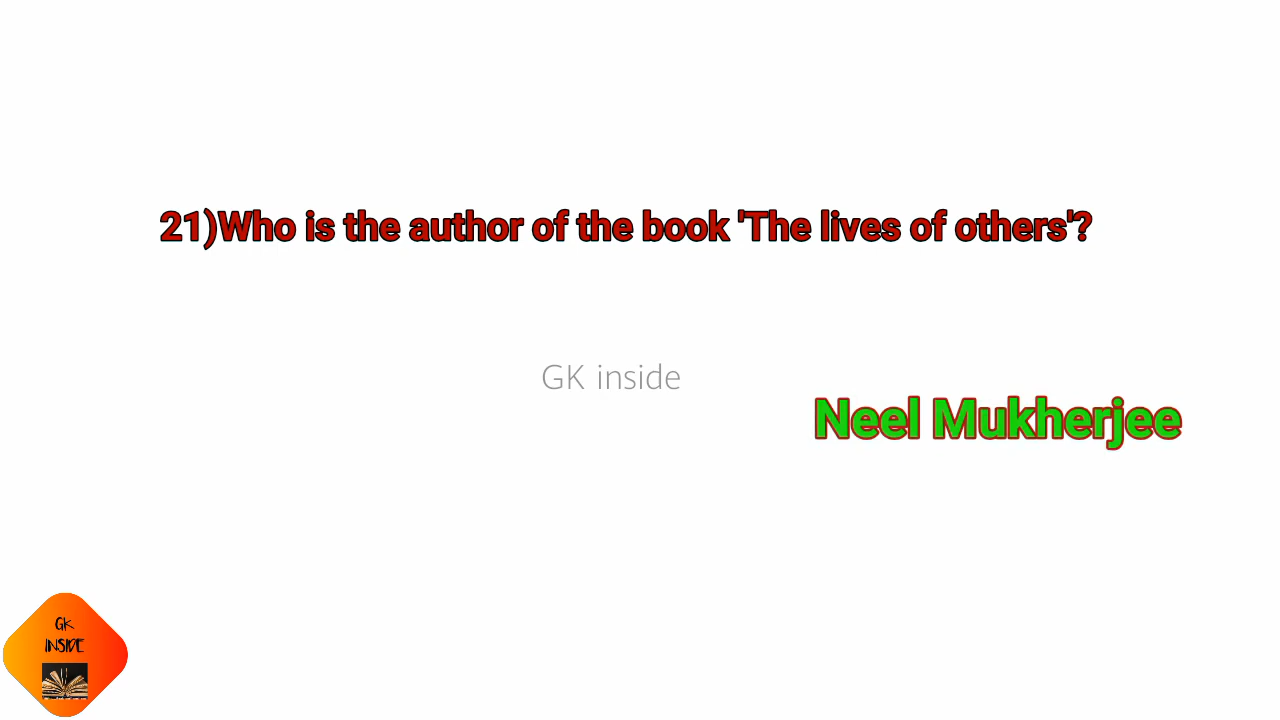 21)Who is the author of the book 'The lives of others'?
GK inside
Neel Mukherjee
GK
INSIDE